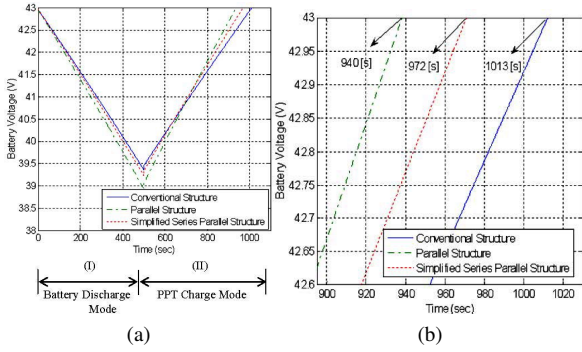 43
42.5
42
41.5
41
40.5
40
39.5
39
38.5
38
Battery Voltage (V)
Conventional Structure
Parallel Structure
Simplified Series Parallel Structure
0 200 400 600 800 1000
Time (sec)
(I) (II)
Battery Discharge Mode
PPT Charge Mode
(a)
43
42.95
42.9
42.8
42.7
42.65
42.6
Battery Voltage (V)
940 [s] 972 [s] 1013 [s]
Conventional Structure
Parallel Structure
Simplified Series Parallel Structure
900 920 940 960 980 1000 1020
Time (sec)
(b)